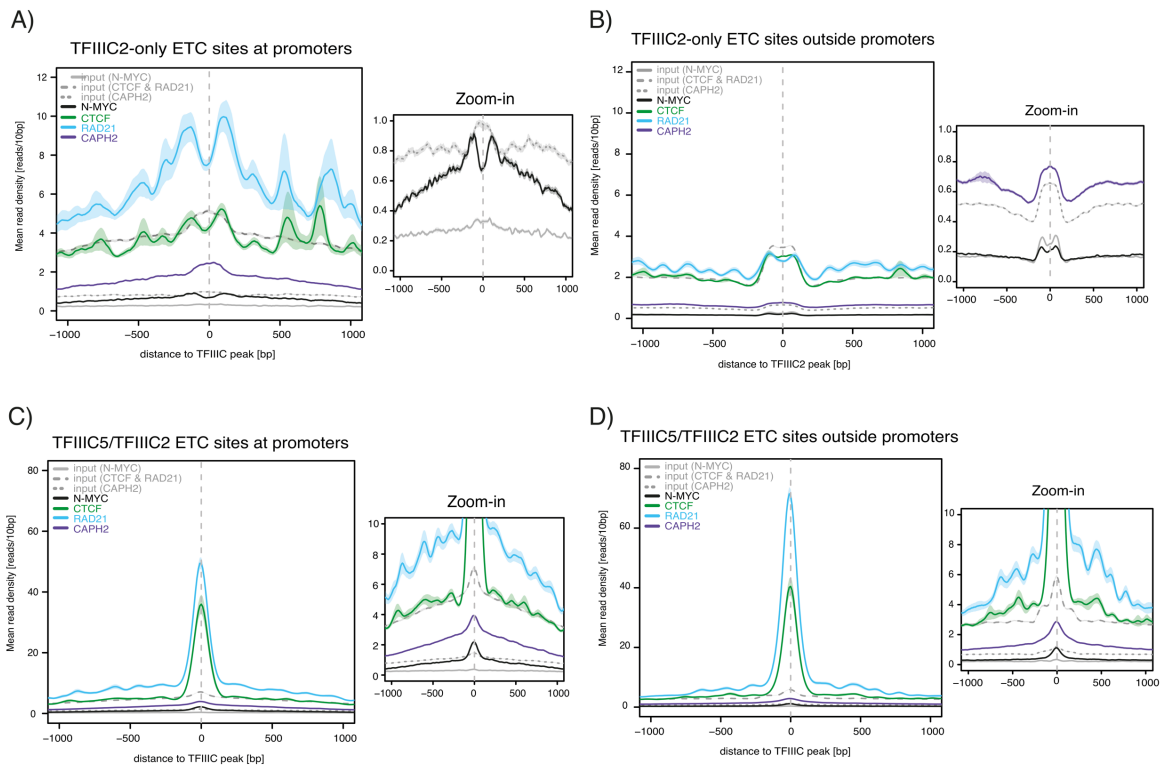 A)
TFIIIC2-only ETC sites at promoters
input (N-MYC)
input (CTCF & RAD21)
input (CAPH2)
N-MYC
CTCF
RAD21
CAPH2
Mean read density [reads/10bp]
12
10
8
6
4
2
0
−1000 −500 0 500 1000
distance to TFIIIC peak [bp]
Zoom-in
1.0
0.8
0.6
0.4
0.2
0.0
−1000 −500 0 500 1000
B)
TFIIIC2-only ETC sites outside promoters
input (N-MYC)
input (CTCF & RAD21)
input (CAPH2)
N-MYC
CTCF
RAD21
CAPH2
Mean read density [reads/10bp]
12
10
8
6
4
2
0
−1000 −500 0 500 1000
distance to TFIIIC2 peak [bp]
Zoom-in
1.0
0.8
0.6
0.4
0.2
0.0
−1000 −500 0 500 1000
C)
TFIIIC5/TFIIIC2 ETC sites at promoters
input (N-MYC)
input (CTCF & RAD21)
input (CAPH2)
N-MYC
CTCF
RAD21
CAPH2
Mean read density [reads/10bp]
80
60
40
20
0
−1000 −500 0 500 1000
distance to TFIIIC peak [bp]
Zoom-in
10
8
6
4
2
0
−1000 −500 0 500 1000
D)
TFIIIC5/TFIIIC2 ETC sites outside promoters
input (N-MYC)
input (CTCF & RAD21)
input (CAPH2)
N-MYC
CTCF
RAD21
CAPH2
Mean read density [reads/10bp]
80
60
40
20
0
−1000 −500 0 500 1000
distance to TFIIIC peak [bp]
Zoom-in
10
8
6
4
2
0
−1000 −500 0 500 1000